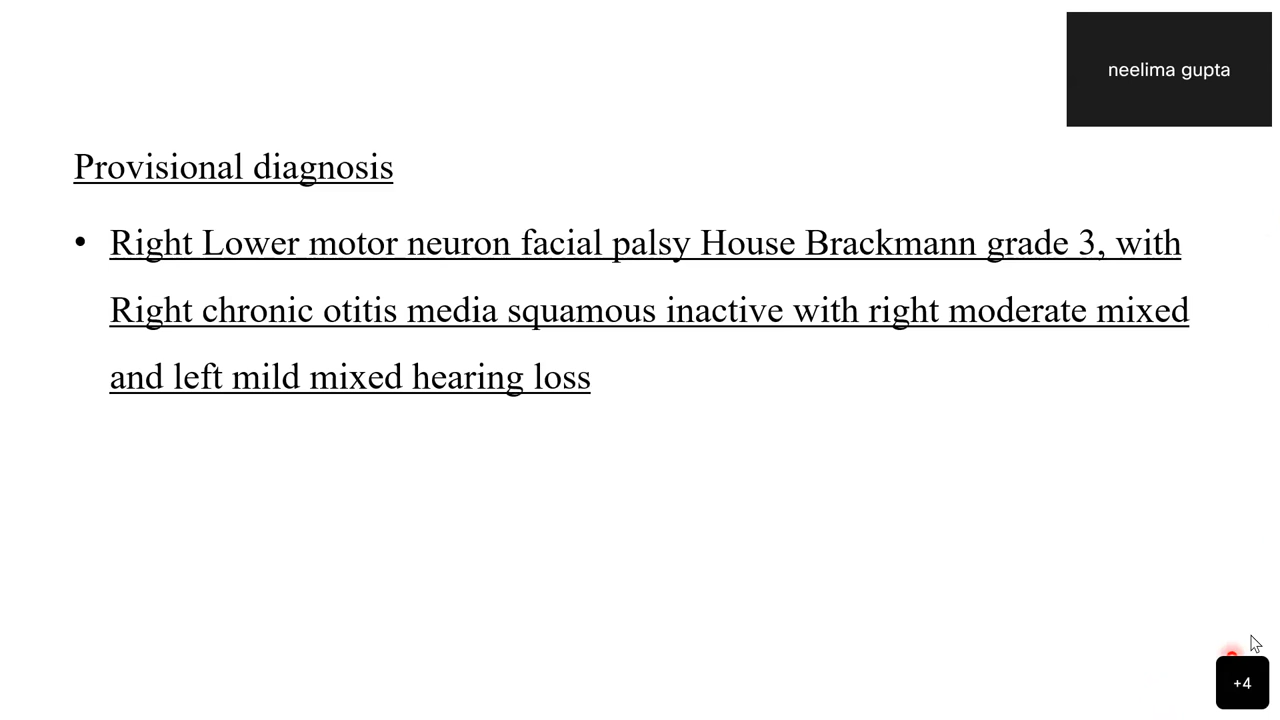 neelima gupta
Provisional diagnosis
• Right Lower motor neuron facial palsy House Brackmann grade 3, with
Right chronic otitis media squamous inactive with right moderate mixed
and left mild mixed hearing loss
+4